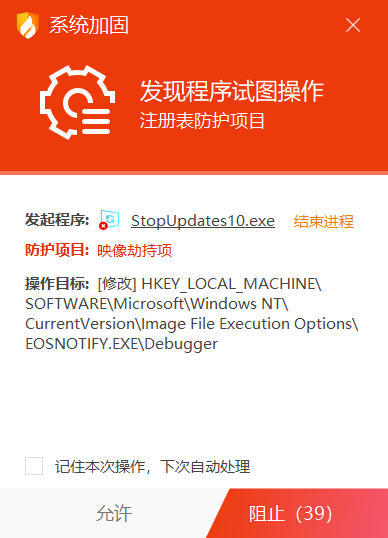 系统加固
发现程序试图操作
注册表防护项目
发起程序: StopUpdates10.exe 结束进程
防护项目: 映像劫持项
操作目标: [修改] HKEY_LOCAL_MACHINE\
SOFTWARE\Microsoft\Windows NT\
CurrentVersion\Image File Execution Options\
EOSNOTIFY.EXE\Debugger
记住本次操作，下次自动处理
允许 阻止（39）